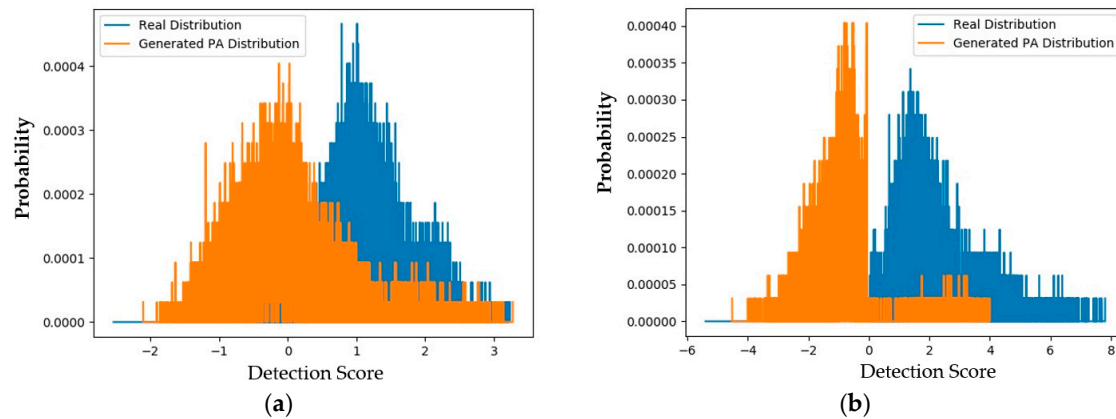 Real Distribution
Generated PA Distribution
0.0004
0.0003
0.0002
0.0001
0.0000
Probability
−2
−1
0
1
2
3
Detection Score
(a)
Real Distribution
Generated PA Distribution
0.00040
0.00035
0.00030
0.00025
0.00020
0.00015
0.00010
0.00005
0.00000
Probability
−6
−4
−2
0
2
4
6
8
Detection Score
(b)